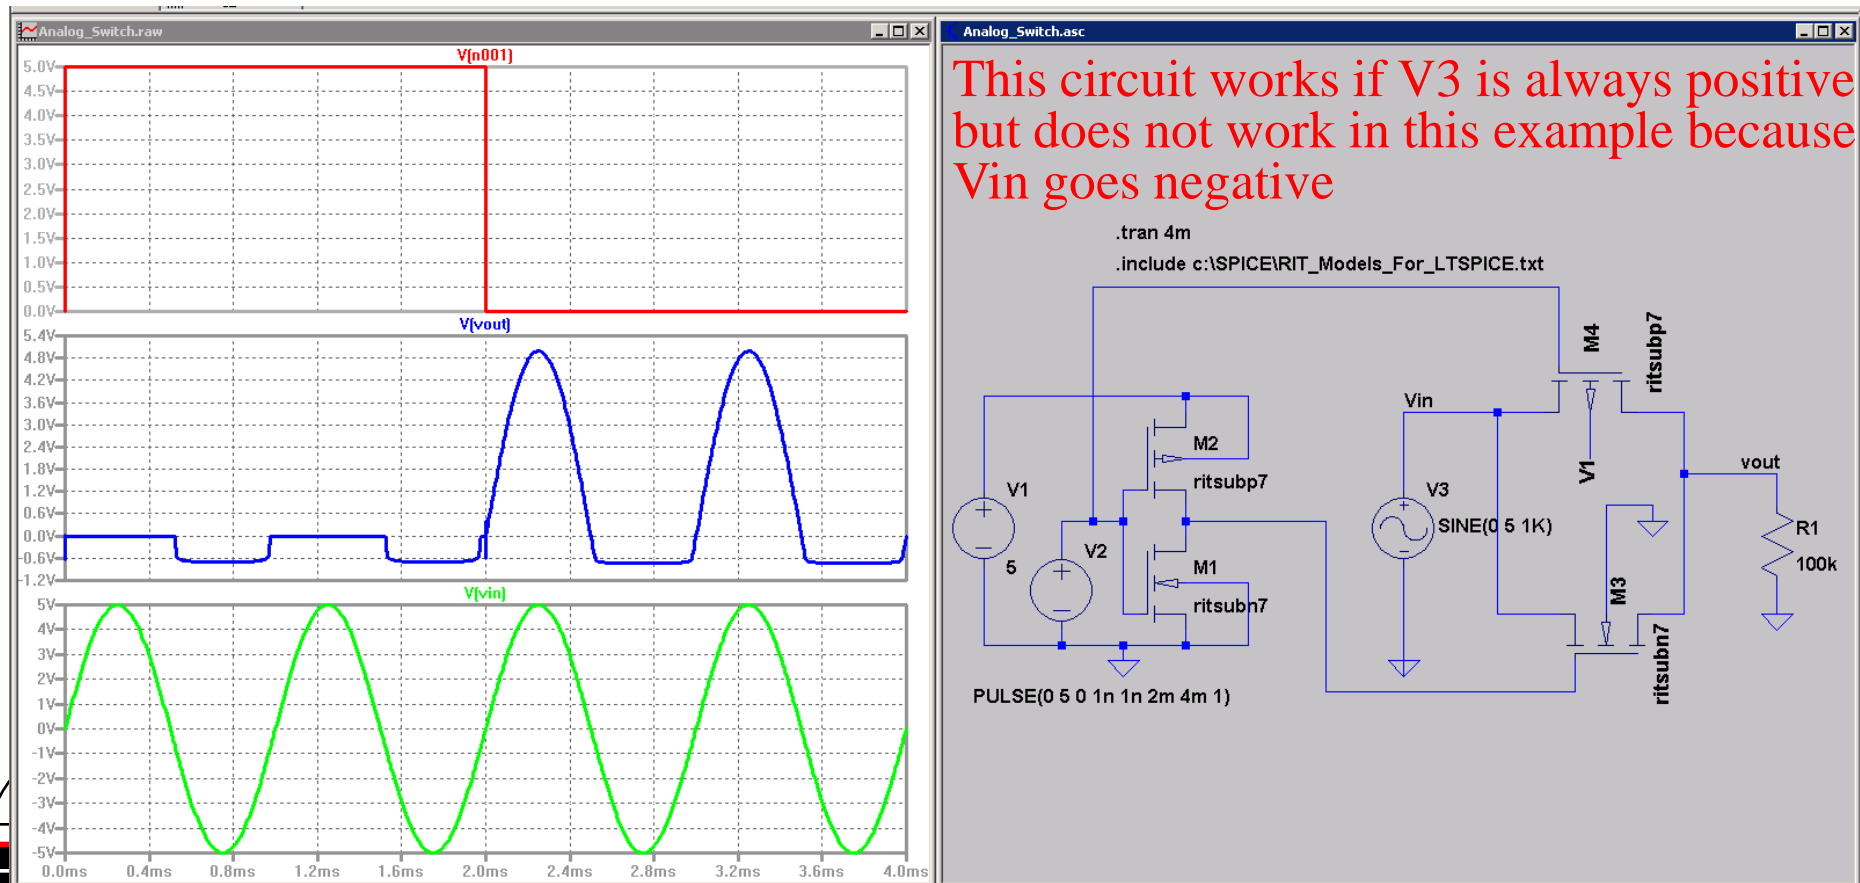 Analog_Switch.raw
V(n001)
5.0V
4.5V
4.0V
3.5V
3.0V
2.5V
2.0V
1.5V
1.0V
0.5V
0.0V
V(vout)
5.4V
4.8V
4.2V
3.6V
3.0V
2.4V
1.8V
1.2V
0.6V
0.0V
-0.6V
-1.2V
V(vin)
5V
4V
3V
2V
1V
0V
-1V
-2V
-3V
-4V
-5V
0.0ms 0.4ms 0.8ms 1.2ms 1.6ms 2.0ms 2.4ms 2.8ms 3.2ms 3.6ms 4.0ms
Analog_Switch.asc
This circuit works if V3 is always positive
but does not work in this example because
Vin goes negative
.tran 4m
.include c:\SPICE\RIT_Models_For_LTSPICE.txt
M4
ritsubp7
Vin
M2
ritsubp7
V1
vout
V1
V3
SINE(0 5 1K)
R1
V2
5
M1
100k
M3
ritsubn7
ritsubn7
PULSE(0 5 0 1n 1n 2m 4m 1)